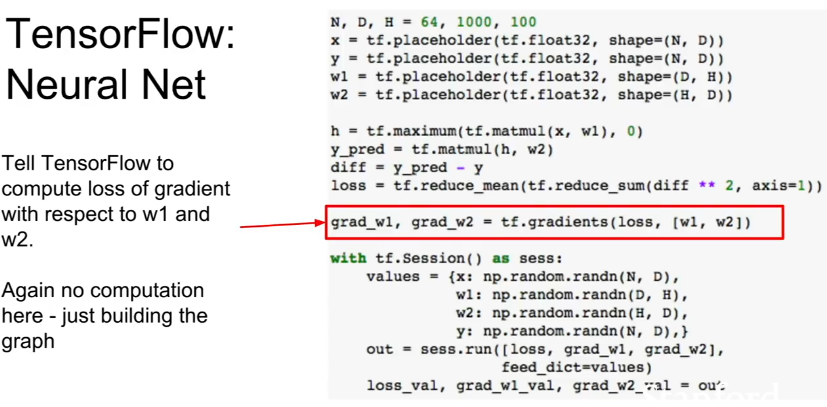 TensorFlow:
Neural Net
Tell TensorFlow to
compute loss of gradient
with respect to w1 and
w2.
Again no computation
here - just building the
graph
N, D, H = 64, 1000, 100
x = tf.placeholder(tf.float32, shape=(N, D))
y = tf.placeholder(tf.float32, shape=(N, D))
w1 = tf.placeholder(tf.float32, shape=(D, H))
w2 = tf.placeholder(tf.float32, shape=(H, D))
h = tf.maximum(tf.matmul(x, w1), 0)
y_pred = tf.matmul(h, w2)
diff = y_pred - y
loss = tf.reduce_mean(tf.reduce_sum(diff ** 2, axis=1))
grad_w1, grad_w2 = tf.gradients(loss, [w1, w2])
with tf.Session() as sess:
    values = {x: np.random.randn(N, D),
              w1: np.random.randn(D, H),
              w2: np.random.randn(H, D),
              y: np.random.randn(N, D),}
    out = sess.run([loss, grad_w1, grad_w2],
                   feed_dict=values)
    loss_val, grad_w1_val, grad_w2_val = out
Stanford